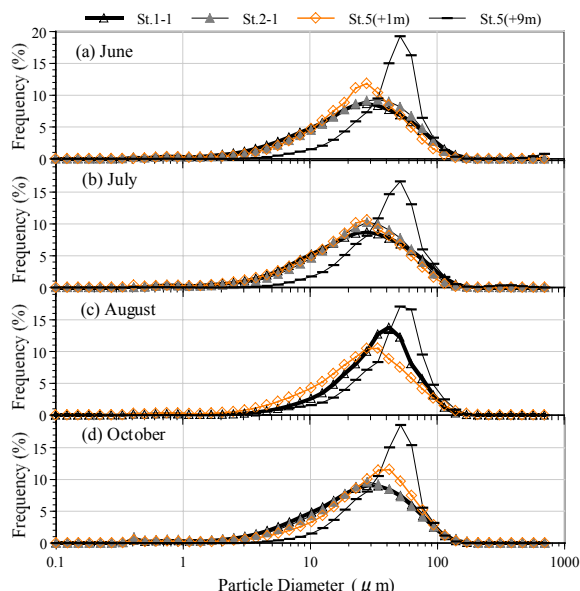 St.1-1 St.2-1 St.5(+1m) St.5(+9m)
20
(a) June
15
10
5
0
Frequency (%)
(b) July
15
10
5
0
Frequency (%)
(c) August
15
10
5
0
Frequency (%)
(d) October
15
10
5
0
Frequency (%)
0.1 1 10 100 1000
Particle Diameter (μm)